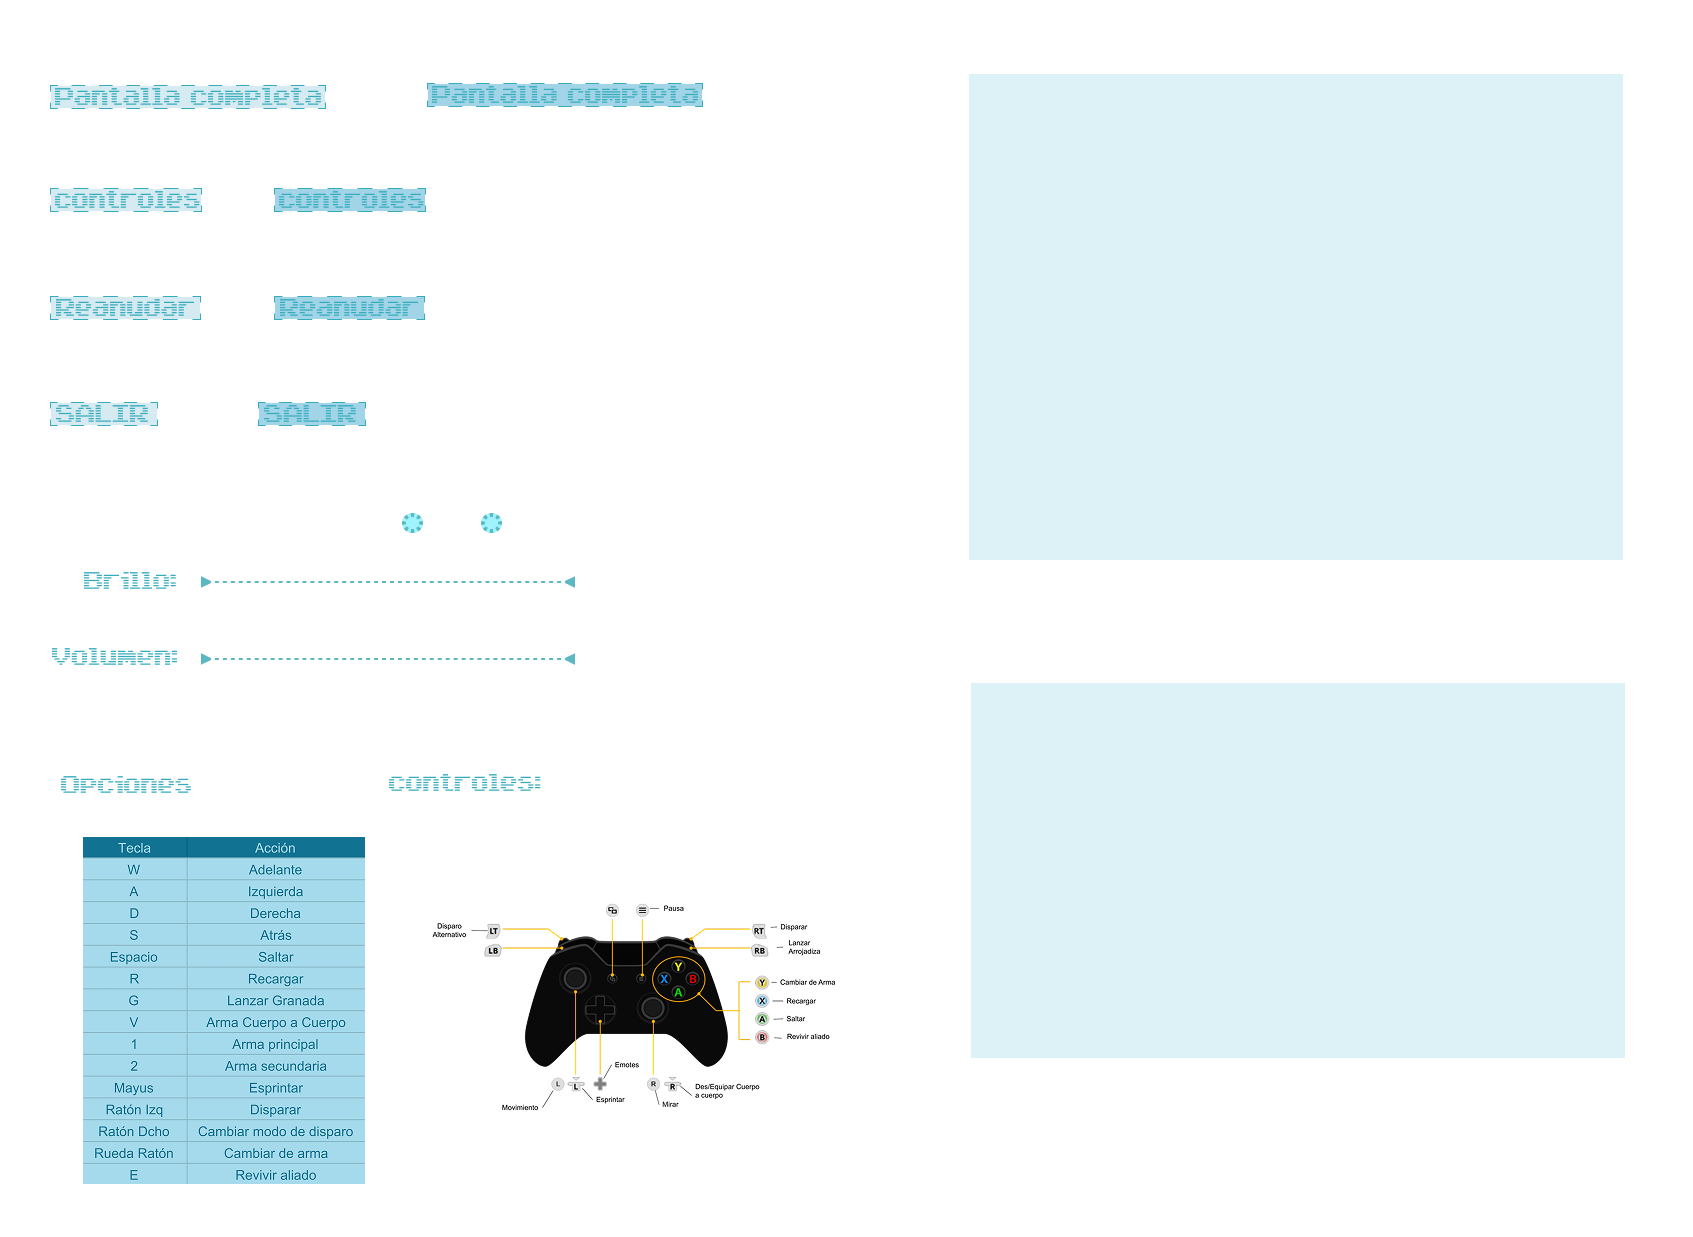 Pantalla completa Pantalla completa
controles controles
Reanudar Reanudar
SALIR SALIR
Brillo:
Volumen:
Opciones
controles:
Tecla Acción
W Adelante
A Izquierda
D Derecha
S Atrás
Espacio Saltar
R Recargar
G Lanzar Granada
V Arma Cuerpo a Cuerpo
1 Arma principal
2 Arma secundaria
Mayus Esprintar
Ratón Izq Disparar
Ratón Dcho Cambiar modo de disparo
Rueda Ratón Cambiar de arma
E Revivir aliado
Pausa
Disparo
Alternativo
LT
LB
RT
Disparar
RB
Lanzar
Arrojadiza
Y
X
B
A
Y Cambiar de Arma
X Recargar
A Saltar
B Revivir aliado
Emotes
L
L
R
R
Esprintar
Movimiento
Mirar
Des/Equipar Cuerpo
a cuerpo